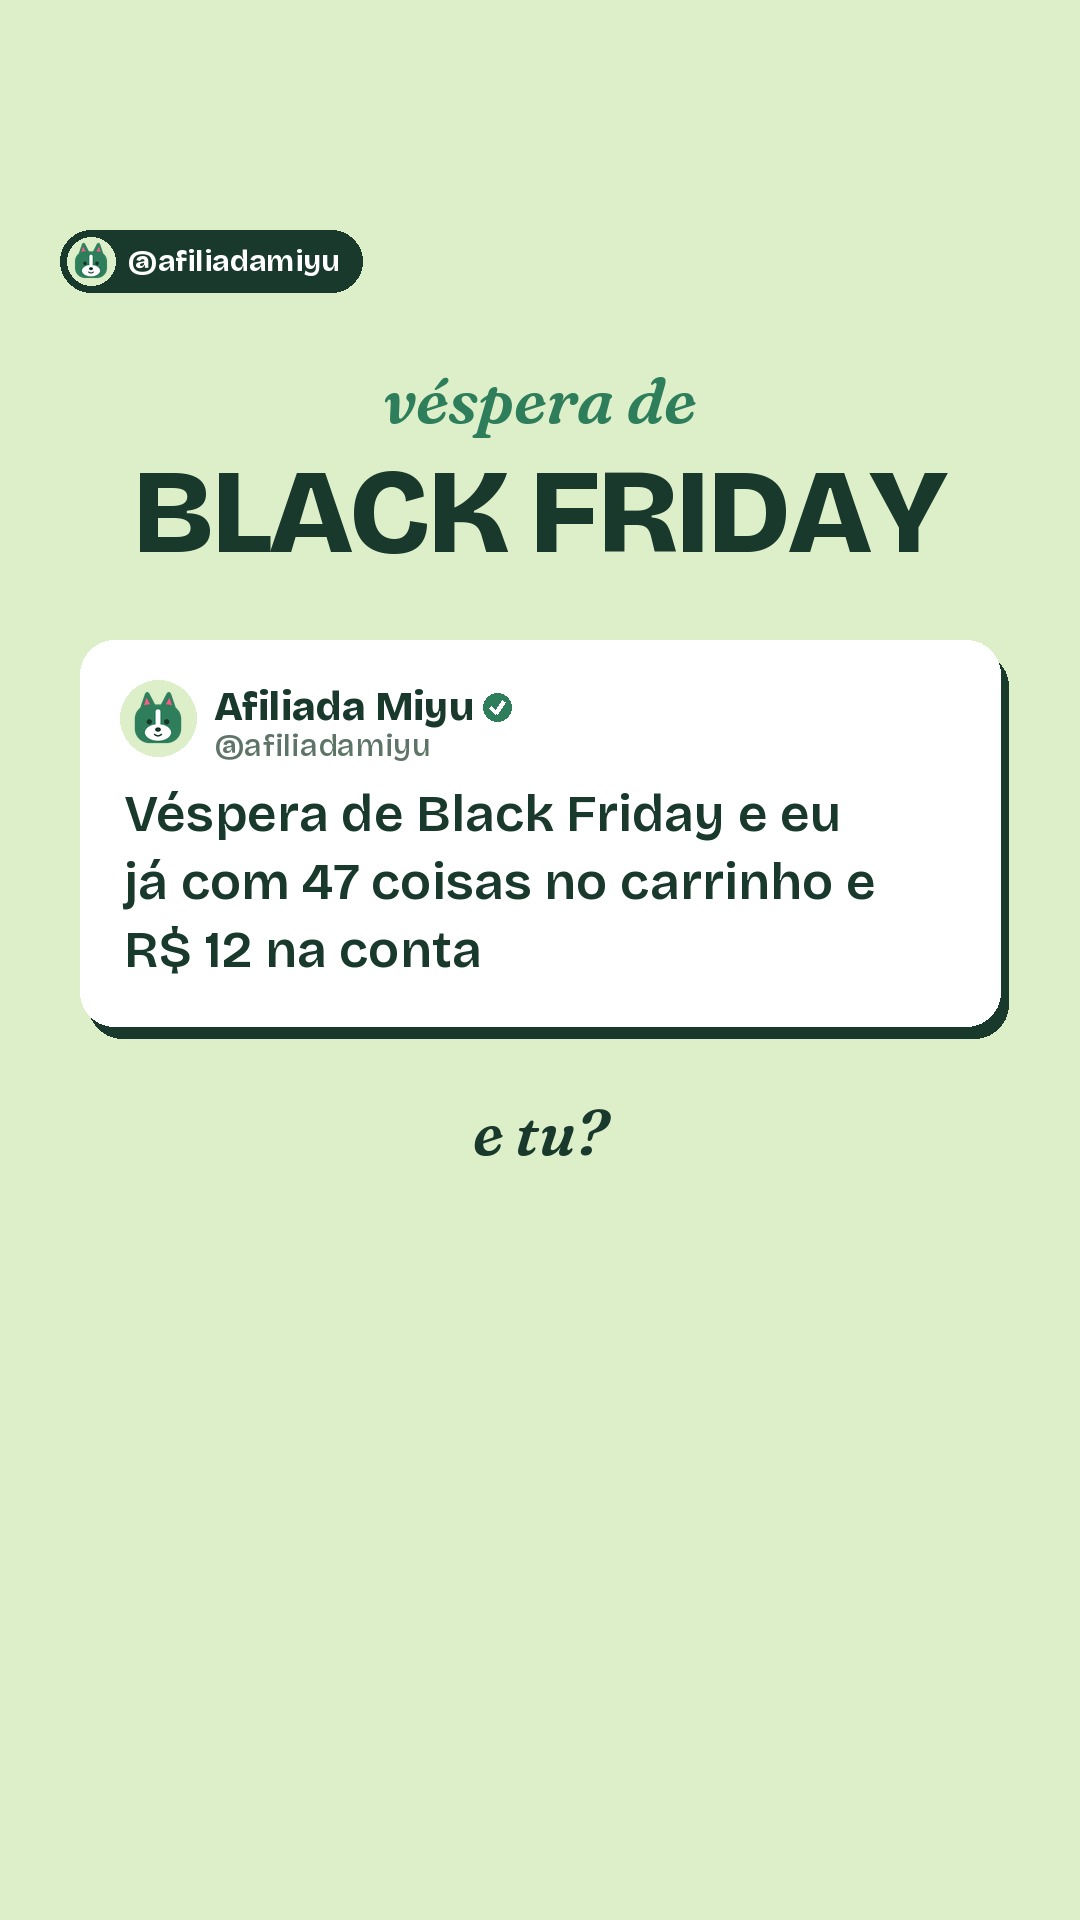 @afiliadamiyu
véspera de
BLACK FRIDAY
Afiliada Miyu
@afiliadamiyu
Véspera de Black Friday e eu
já com 47 coisas no carrinho e
R$ 12 na conta
e tu?